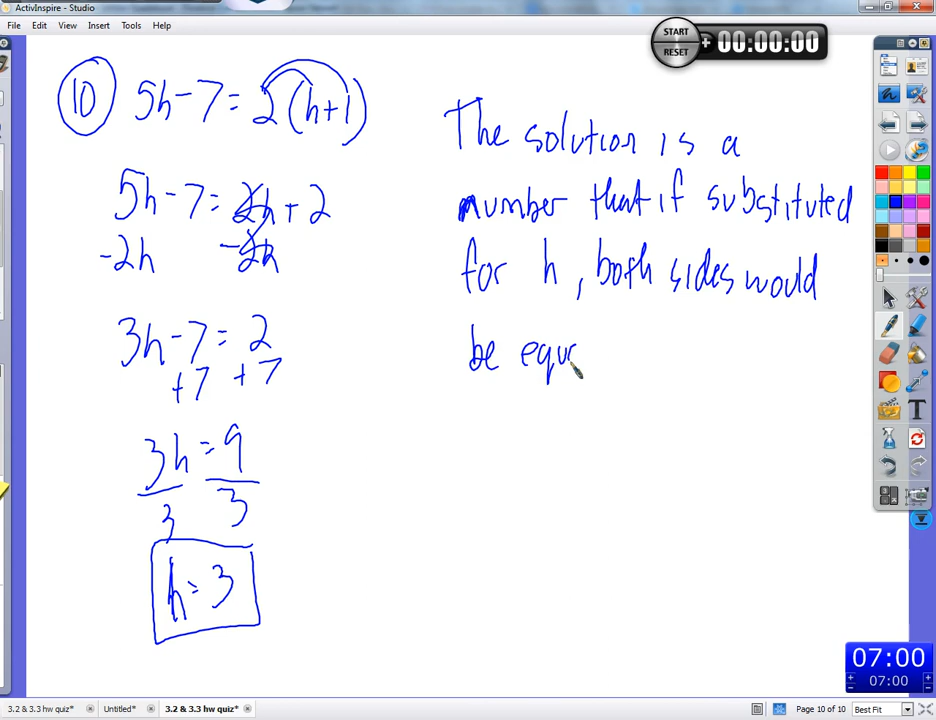 ActivInspire - Studio
File Edit View Insert Tools Help
START
RESET
+ 00:00:00
10 5h-7= 2(h+1)
5h-7=2h+2
-2h -2h
3h-7=2
+7 +7
3h=9
3 3
h=3
The solution is a
number that if substituted
for h, both sides would
be equa
07:00
07:00
3.2 & 3.3 hw quiz* Untitled* 3.2 & 3.3 hw quiz*
Page 10 of 10 Best Fit